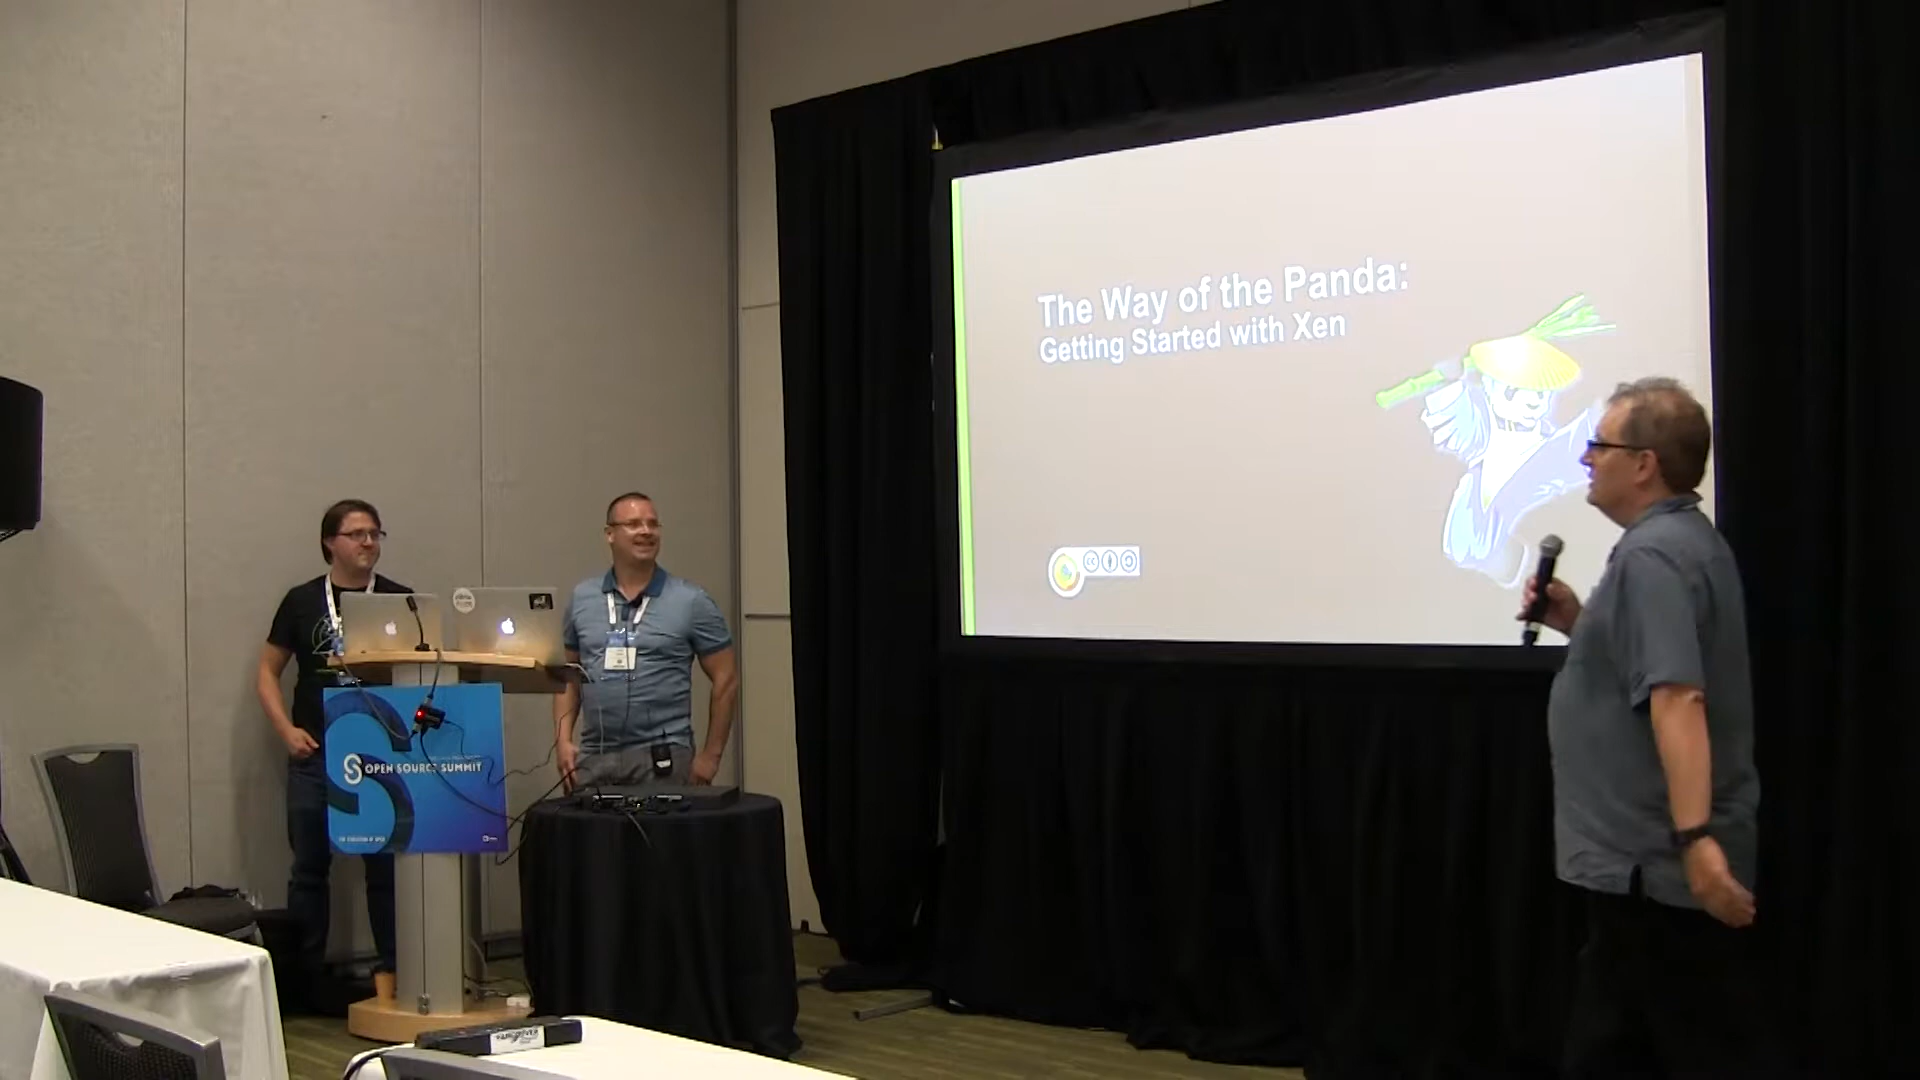 The Way of the Panda:
Getting Started with Xen
OPEN SOURCE SUMMIT